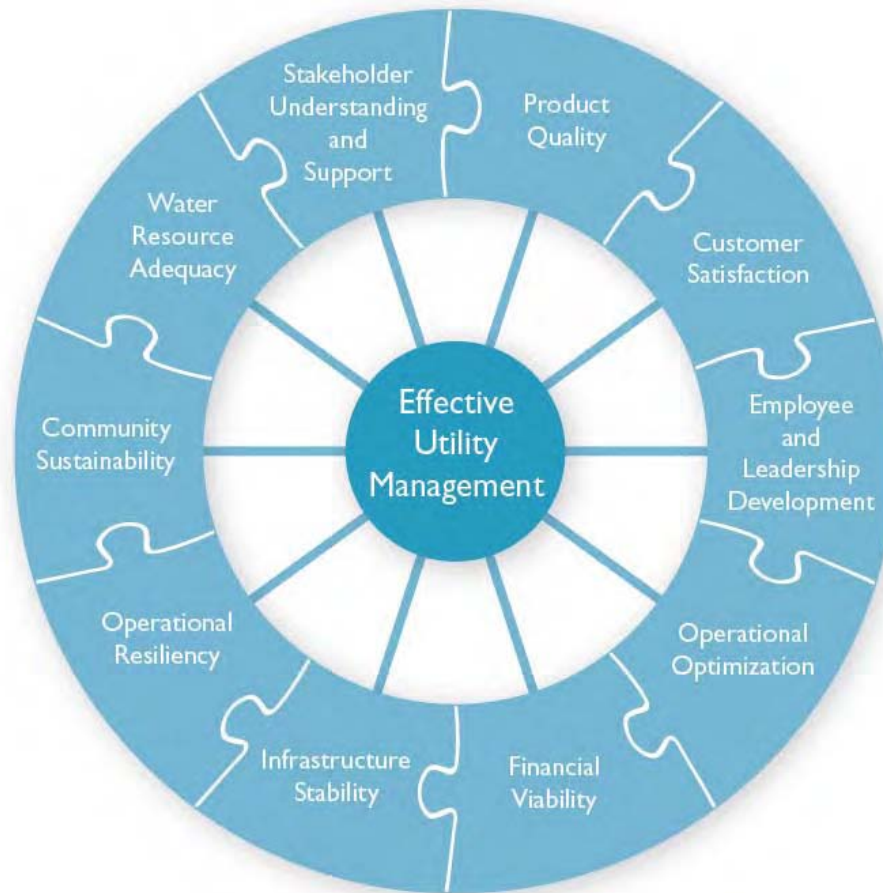 Stakeholder
Understanding
and
Support
Product
Quality
Customer
Satisfaction
Employee
and
Leadership
Development
Operational
Optimization
Financial
Viability
Infrastructure
Stability
Operational
Resiliency
Community
Sustainability
Water
Resource
Adequacy
Effective
Utility
Management